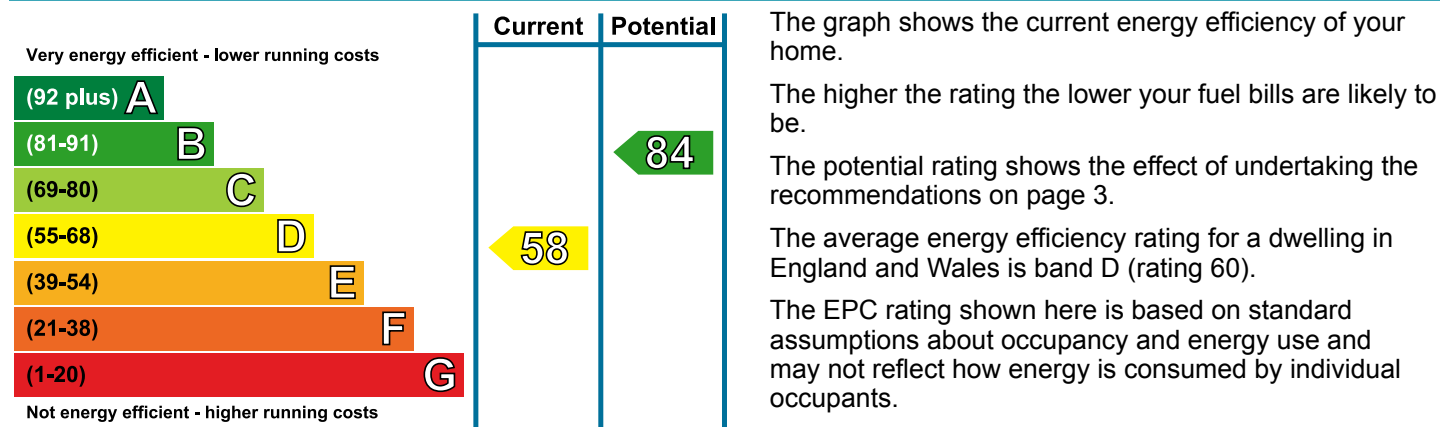 Current Potential
Very energy efficient - lower running costs
(92 plus) A
(81-91) B
84
(69-80) C
(55-68) D
58
(39-54) E
(21-38) F
(1-20) G
Not energy efficient - higher running costs
The graph shows the current energy efficiency of your
home.
The higher the rating the lower your fuel bills are likely to
be.
The potential rating shows the effect of undertaking the
recommendations on page 3.
The average energy efficiency rating for a dwelling in
England and Wales is band D (rating 60).
The EPC rating shown here is based on standard
assumptions about occupancy and energy use and
may not reflect how energy is consumed by individual
occupants.